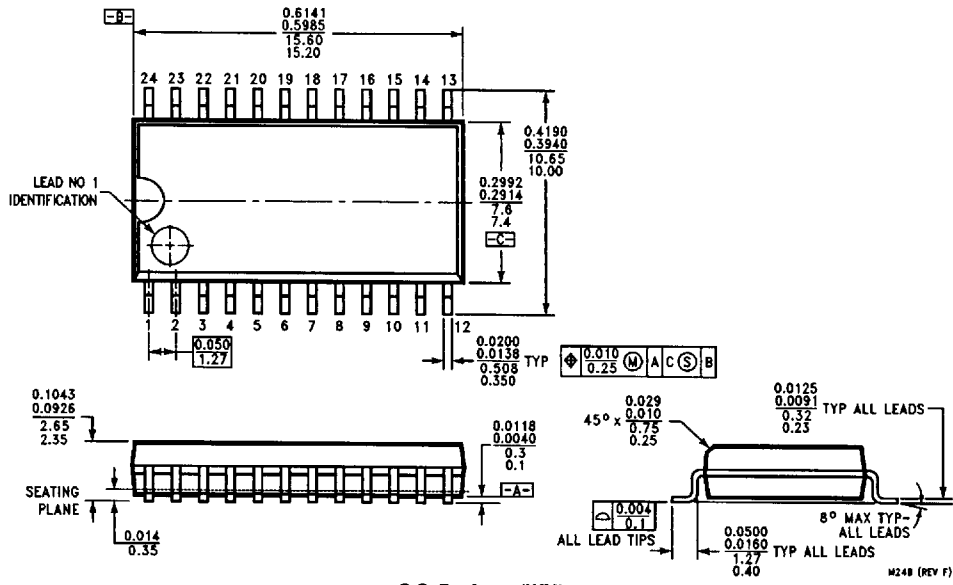 -B-
0.6141
0.5985
15.60
15.20
24 23 22 21 20 19 18 17 16 15 14 13
LEAD NO 1
IDENTIFICATION
0.4190
0.3940
10.65
10.00
0.2992
0.2914
7.6
7.4
-C-
1 2 3 4 5 6 7 8 9 10 11 12
0.050
1.27
0.0200
0.0138
0.508
0.350
TYP
⌖ 0.010 0.25 Ⓜ A C Ⓢ B
0.1043
0.0926
2.65
2.35
SEATING
PLANE
0.014
0.35
0.0118
0.0040
0.3
0.1
-A-
45° x
0.029
0.010
0.75
0.25
0.0125
0.0091
0.32
0.23
TYP ALL LEADS
⌓ 0.004 0.1
ALL LEAD TIPS
0.0500
0.0160
1.27
0.40
TYP ALL LEADS
8° MAX TYP-
ALL LEADS
M24B (REV F)